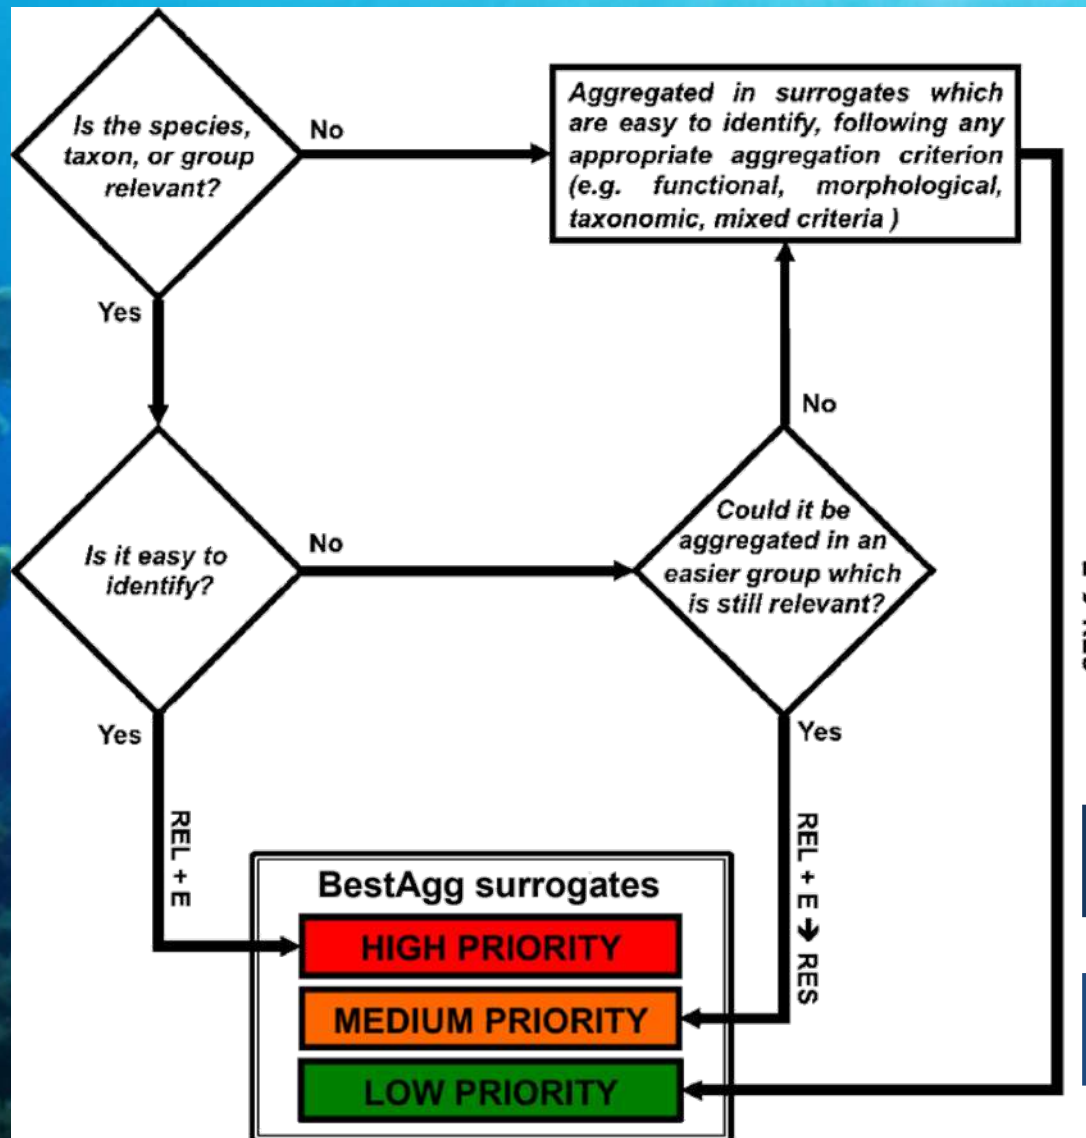 Is the species,
taxon, or group
relevant?
No
Aggregated in surrogates which
are easy to identify, following any
appropriate aggregation criterion
(e.g. functional, morphological,
taxonomic, mixed criteria )
Yes
No
Is it easy to
identify?
No
Could it be
aggregated in an
easier group which
is still relevant?
Yes
Yes
REL + E
REL + E ➔ RES
BestAgg surrogates
HIGH PRIORITY
MEDIUM PRIORITY
LOW PRIORITY